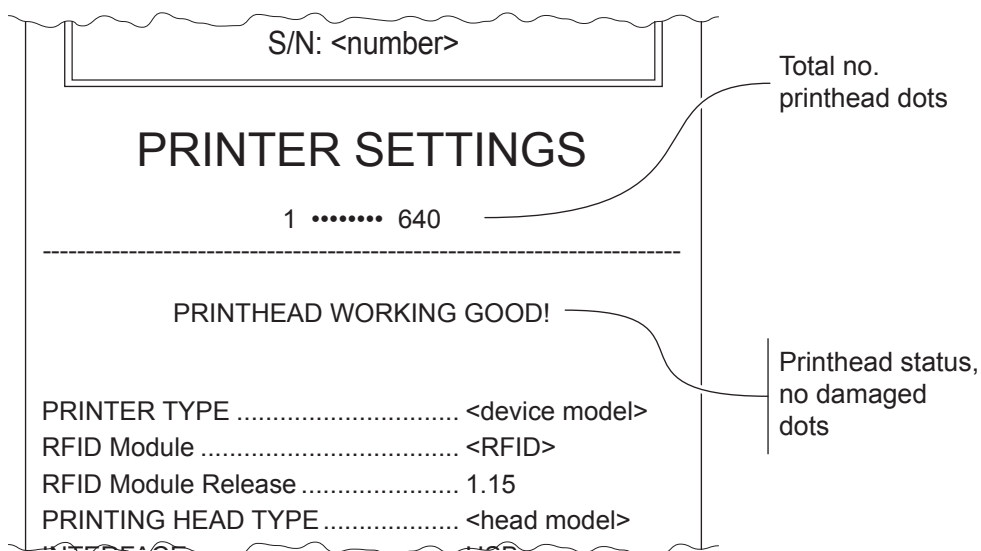 S/N: <number>
Total no.
printhead dots
PRINTER SETTINGS
1 •••••••• 640
--------------------------------------------------------------------------
PRINTHEAD WORKING GOOD!
Printhead status,
no damaged
dots
PRINTER TYPE ................................ <device model>
RFID Module ..................................... <RFID>
RFID Module Release ....................... 1.15
PRINTING HEAD TYPE.................... <head model>